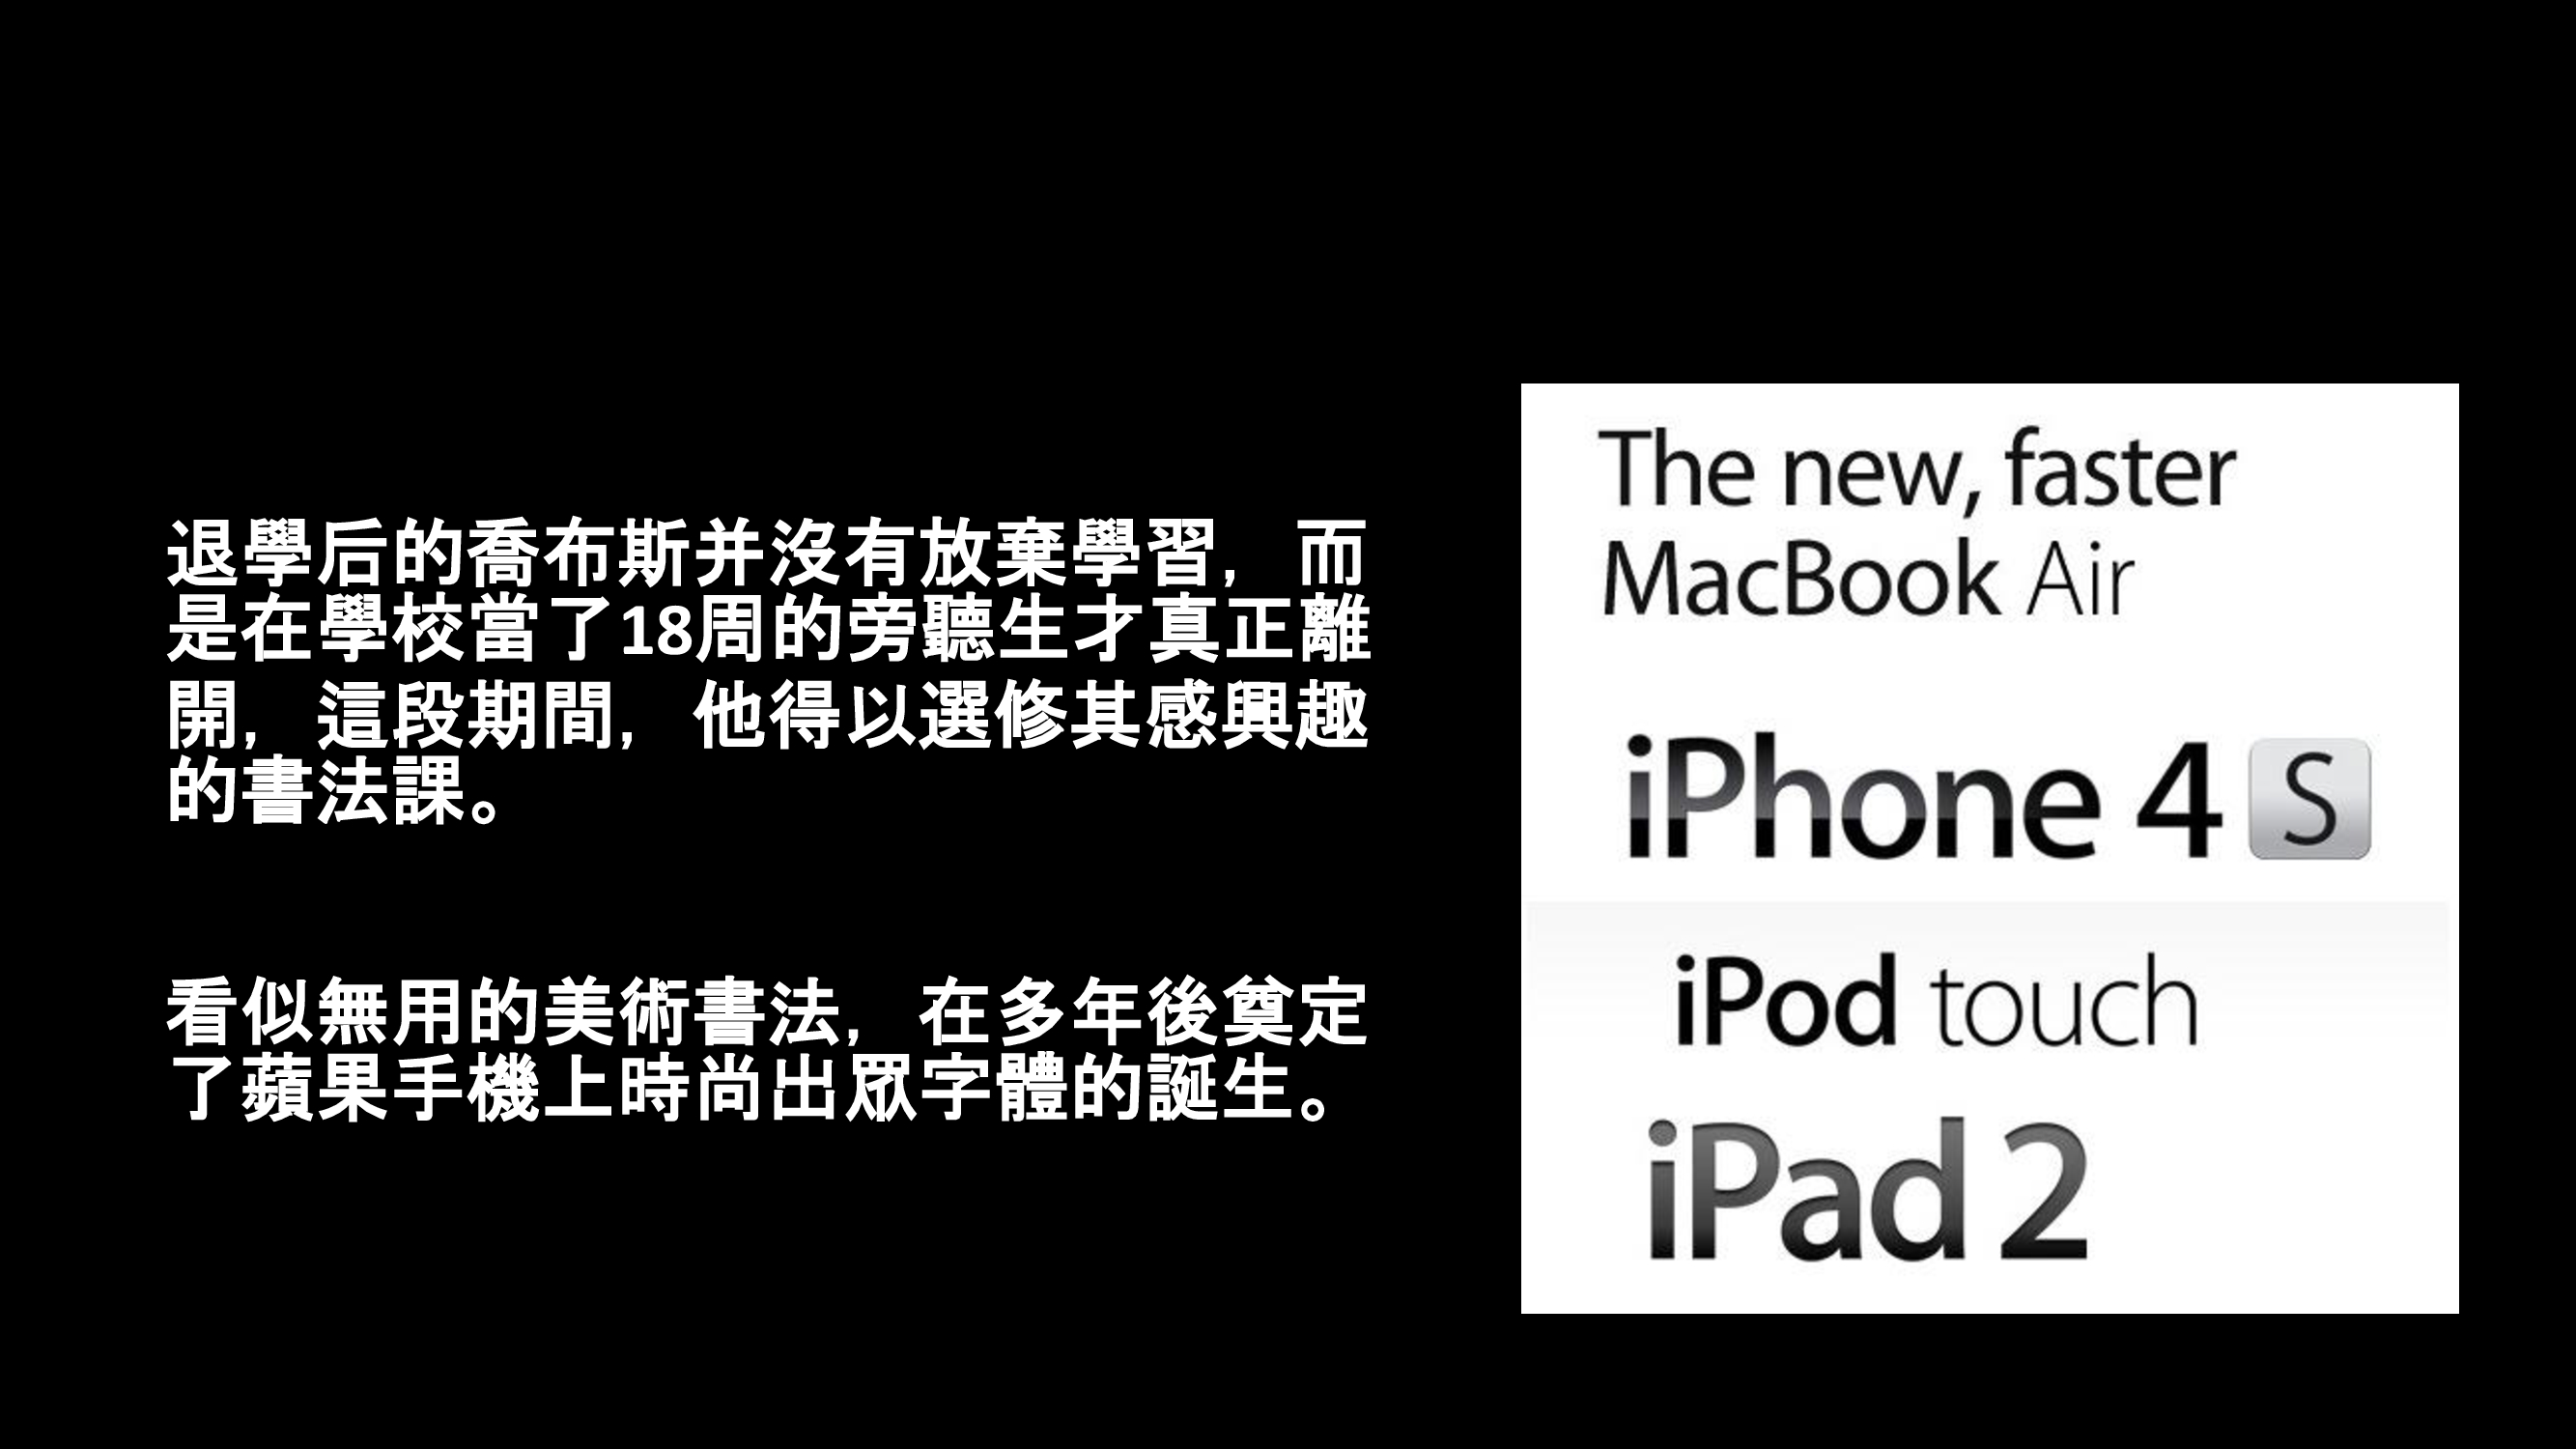 退學后的喬布斯并沒有放棄學習，而
是在學校當了18周的旁聽生才真正離
開，這段期間，他得以選修其感興趣
的書法課。
看似無用的美術書法，在多年後奠定
了蘋果手機上時尚出眾字體的誕生。
The new, faster
MacBook Air
iPhone 4 S
iPod touch
iPad 2